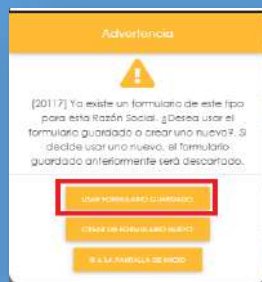 Advertencia
[20117] Ya existe un formulario de este tipo
para esta Razón Social. ¿Desea usar el
formulario guardado o crear uno nuevo?. Si
decide usar uno nuevo, el formulario
guardado anteriormente será descartado.
USAR FORMULARIO GUARDADO
CREAR UN FORMULARIO NUEVO
IR A LA PANTALLA DE INICIO